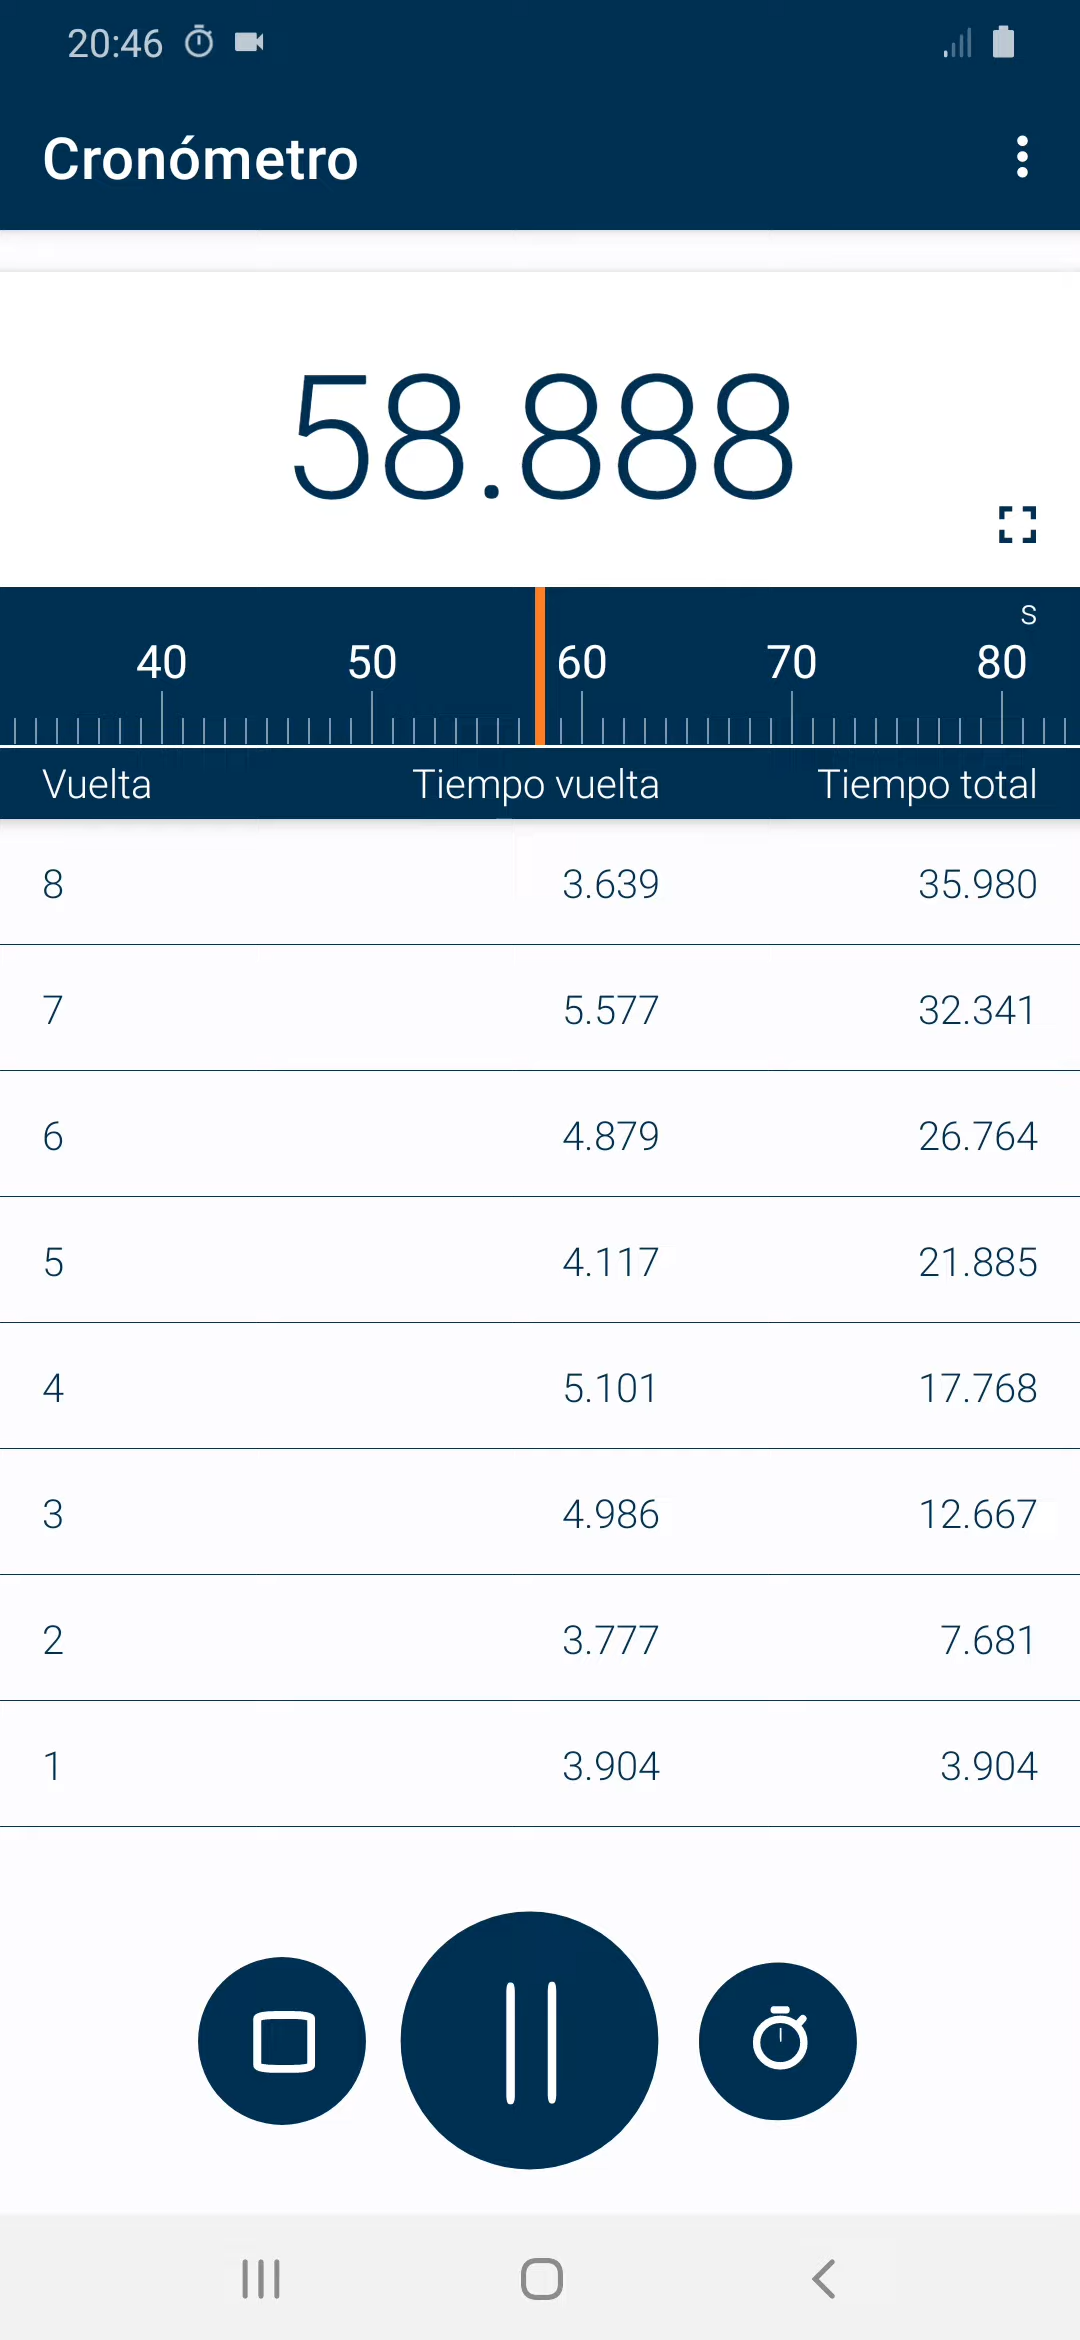 20:46
Cronómetro
58.888
s
40 50 60 70 80
Vuelta Tiempo vuelta Tiempo total
8 3.639 35.980
7 5.577 32.341
6 4.879 26.764
5 4.117 21.885
4 5.101 17.768
3 4.986 12.667
2 3.777 7.681
1 3.904 3.904